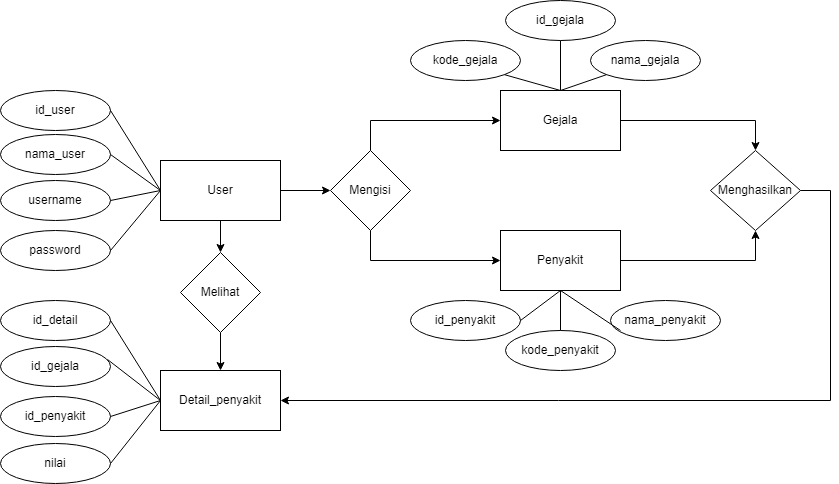 id_gejala
kode_gejala
nama_gejala
Gejala
id_user
nama_user
username
password
User
Mengisi
Menghasilkan
Penyakit
id_penyakit
nama_penyakit
kode_penyakit
Melihat
id_detail
id_gejala
id_penyakit
nilai
Detail_penyakit